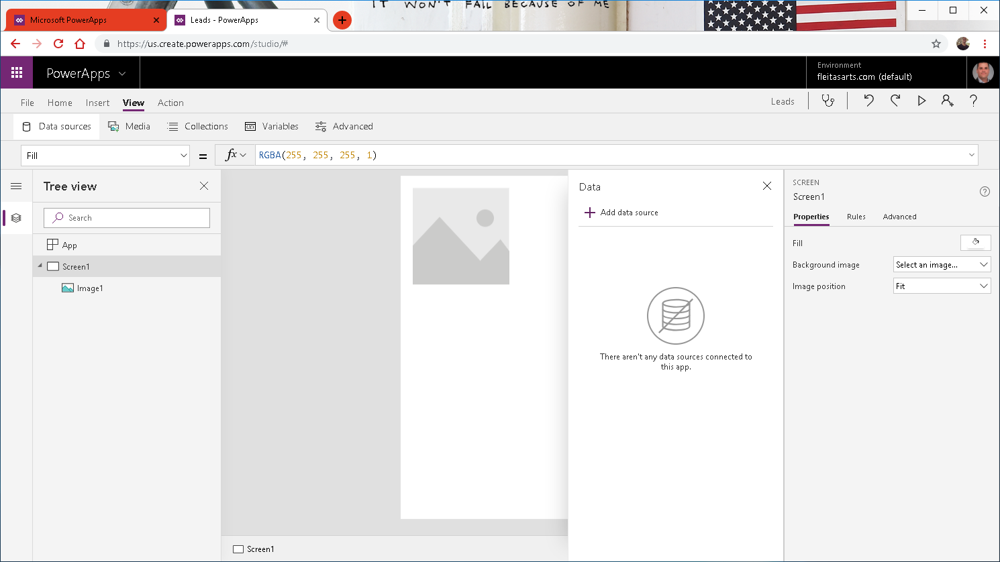 IT WON'T FAIL BECAUSE OF ME
Microsoft PowerApps
Leads - PowerApps
https://us.create.powerapps.com/studio/#
PowerApps
Environment
fleitasarts.com (default)
File Home Insert View Action
Leads
Data sources Media Collections Variables Advanced
Fill = fx RGBA(255, 255, 255, 1)
Tree view
Search
App
Screen1
Image1
Data
Add data source
There aren't any data sources connected to
this app.
SCREEN
Screen1
Properties Rules Advanced
Fill
Background image Select an image...
Image position Fit
Screen1